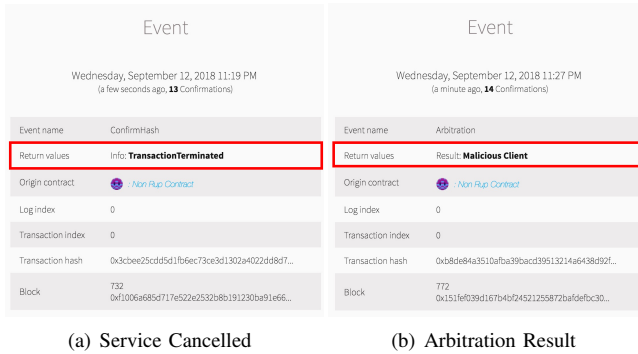 Event
Wednesday, September 12, 2018 11:19 PM
(a few seconds ago, 13 Confirmations)
Event name ConfirmHash
Return values Info: TransactionTerminated
Origin contract : Non Rup Contract
Log index 0
Transaction index 0
Transaction hash 0x3cbee25cdd5d1fb6ec73ce3d1302a4022dd8d7...
Block 732
0xf1006a685d717e522e2532b8b191230ba91e66...
(a) Service Cancelled
Event
Wednesday, September 12, 2018 11:27 PM
(a minute ago, 14 Confirmations)
Event name Arbitration
Return values Result: Malicious Client
Origin contract : Non Rup Contract
Log index 0
Transaction index 0
Transaction hash 0xb8de84a3510afba39bacd39513214a6438d92f...
Block 772
0x151fef039d167b4bf24521255872bafdefbc30...
(b) Arbitration Result